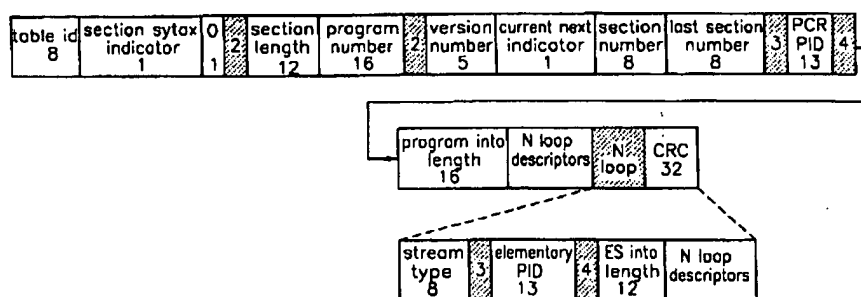 table id
8
section sytax
indicator
1
0
1
2
section
length
12
program
number
16
2
version
number
5
current next
indicator
1
section
number
8
last section
number
8
3
PCR
PID
13
4
program into
length
16
N loop
descriptors
N
loop
CRC
32
stream
type
8
3
elementary
PID
13
4
ES into
length
12
N loop
descriptors